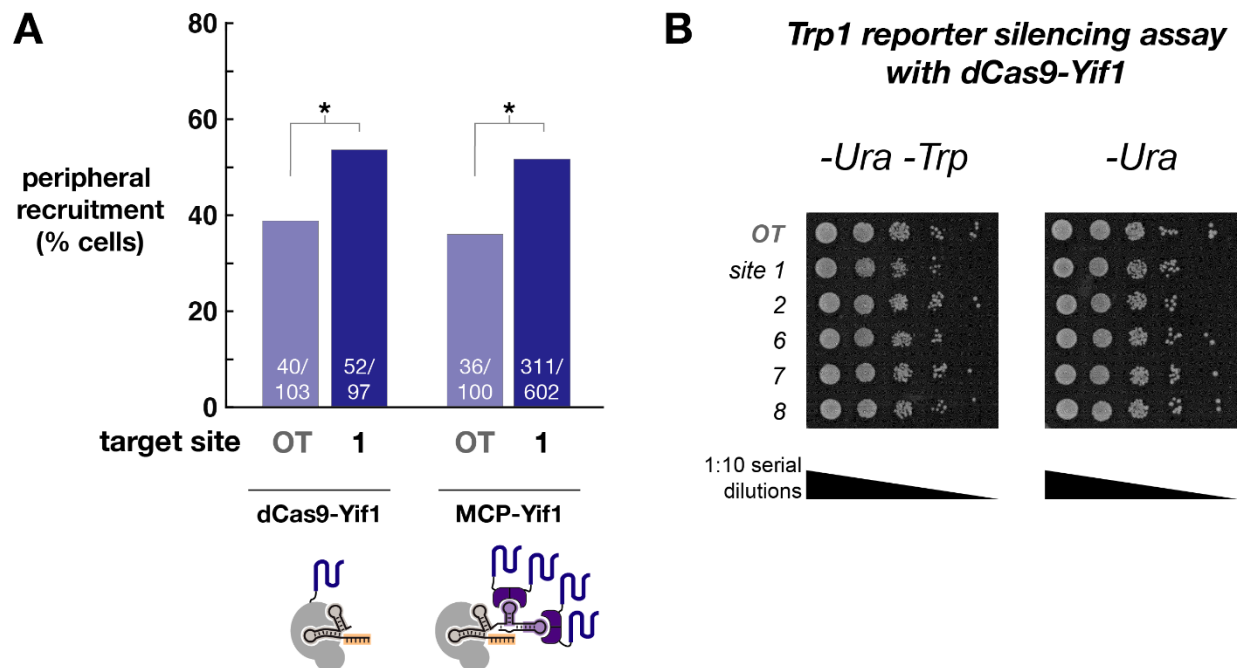 A
80
60
40
20
0
peripheral
recruitment
(% cells)
*
*
40/
103
52/
97
36/
100
311/
602
target site OT 1 OT 1
dCas9-Yif1 MCP-Yif1
B
Trp1 reporter silencing assay
with dCas9-Yif1
-Ura -Trp -Ura
OT
site 1
2
6
7
8
1:10 serial
dilutions